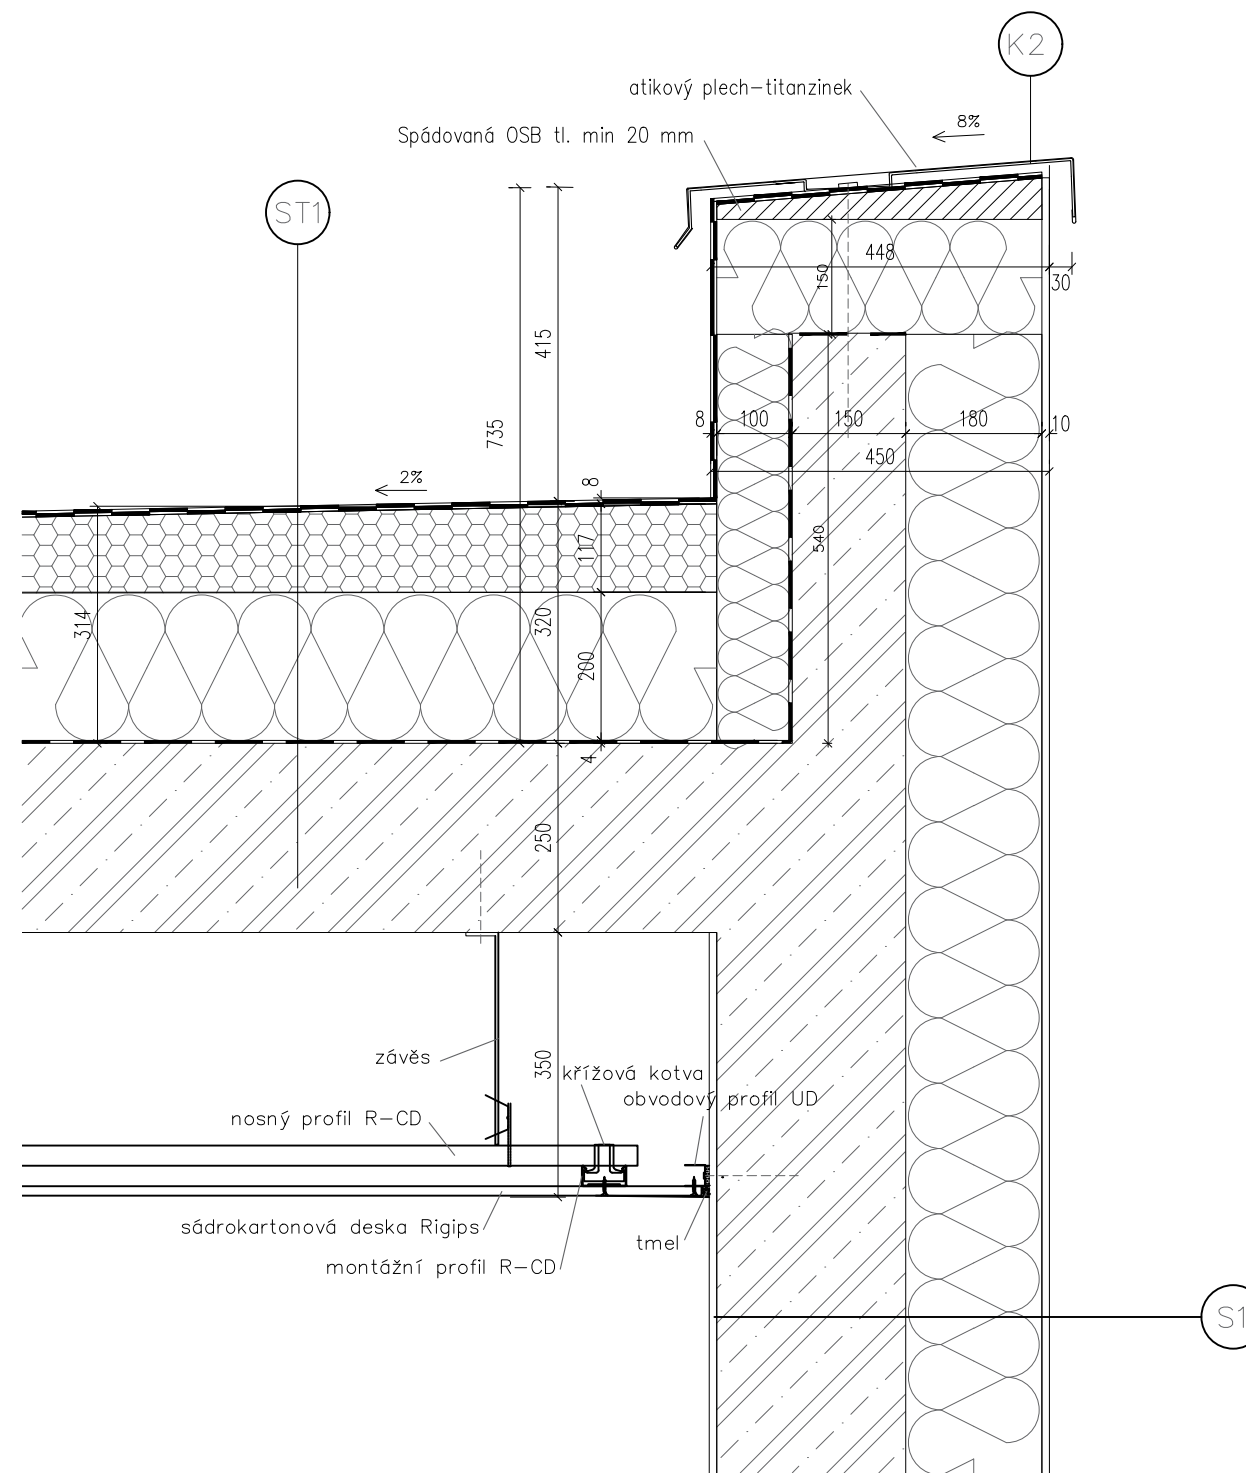 K2
atikový plech-titanzinek
8%
Spádovaná OSB tl. min 20 mm
ST1
448
150
30
415
735
8 100 150 180 10
450
2%
8
117
540
314
320
200
4
250
350
závěs
křížová kotva
obvodový profil UD
nosný profil R-CD
sádrokartonová deska Rigips
tmel
montážní profil R-CD
S1